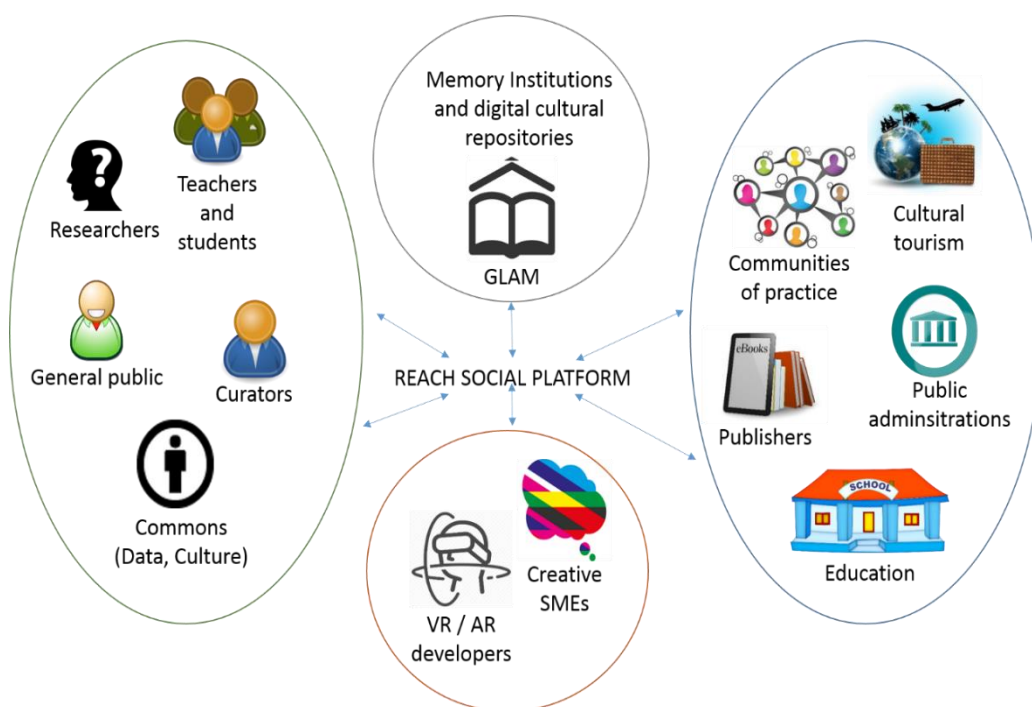 Researchers
Teachers
and
students
General public
Curators
Commons
(Data, Culture)
Memory Institutions
and digital cultural
repositories
GLAM
REACH SOCIAL PLATFORM
VR / AR
developers
Creative
SMEs
Communities
of practice
Cultural
tourism
eBooks
Publishers
Public
adminsitrations
SCHOOL
Education